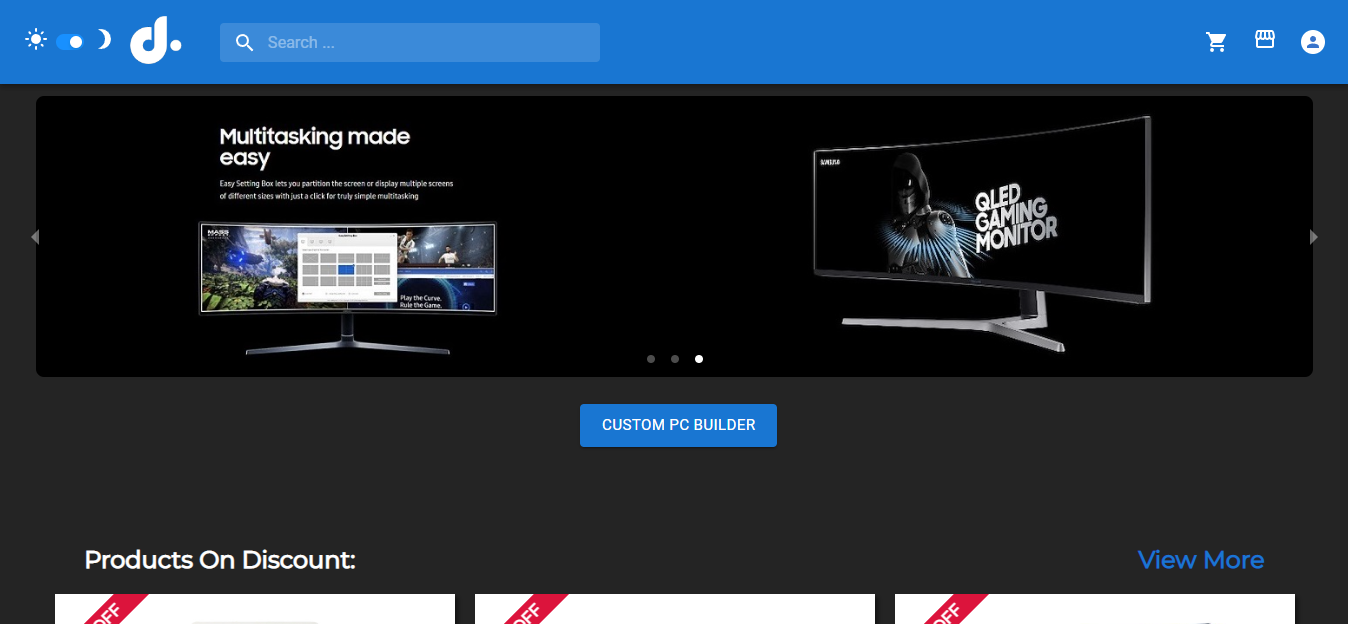 d.
Search ...
Multitasking made
easy
Easy Setting Box lets you partition the screen or display multiple screens
of different sizes with just a click for truly simple multitasking
SAMSUNG
QLED
GAMING
MONITOR
MASS
Play the Curve.
Rule the Game.
CUSTOM PC BUILDER
Products On Discount:
View More
OFF
OFF
OFF